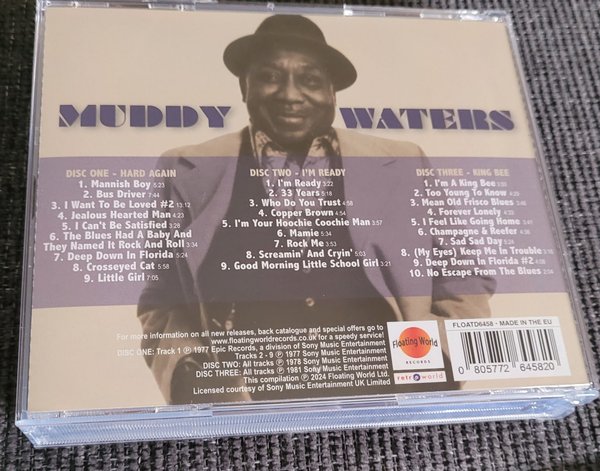 MUDDY WATERS
DISC ONE - HARD AGAIN
1. Mannish Boy 5:23
2. Bus Driver 7:44
3. I Want To Be Loved #2 13:12
4. Jealous Hearted Man 4:23
5. I Can't Be Satisfied 3:28
6. The Blues Had A Baby And
They Named It Rock And Roll 3:34
7. Deep Down In Florida 5:24
8. Crosseyed Cat 5:58
9. Little Girl 7:05
DISC TWO - I'M READY
1. I'm Ready 3:22
2. 33 Years
3. Who Do You Trust 4:58
4. Copper Brown 4:54
5. I'm Your Hoochie Coochie Man 3:57
6. Mamie 5:34
7. Rock Me 3:53
8. Screamin' And Cryin' 5:03
9. Good Morning Little School Girl 3:21
DISC THREE - KING BEE
1. I'm A King Bee
2. Too Young To Know
3. Mean Old Frisco Blues
4. Forever Lonely
5. I Feel Like Going Home
6. Champagne & Reefer
7. Sad Sad Day
8. (My Eyes) Keep Me In Trouble
9. Deep Down In Florida #2
10. No Escape From The Blues
For more information on all new releases, back catalogue and special offers go to
www.floatingworldrecords.co.uk for a speedy service!
DISC ONE: Track 1 ℗ 1977 Epic Records, a division of Sony Music Entertainment
Tracks 2 - 9 ℗ 1977 Sony Music Entertainment
DISC TWO: All tracks ℗ 1978 Sony Music Entertainment
DISC THREE: All tracks ℗ 1981 Sony Music Entertainment
This compilation ℗ 2024 Floating World Ltd.
Licensed courtesy of Sony Music Entertainment UK Limited
Floating World
RECORDS
retroworld
FLOATD6458 - MADE IN THE EU
0 805772 645820